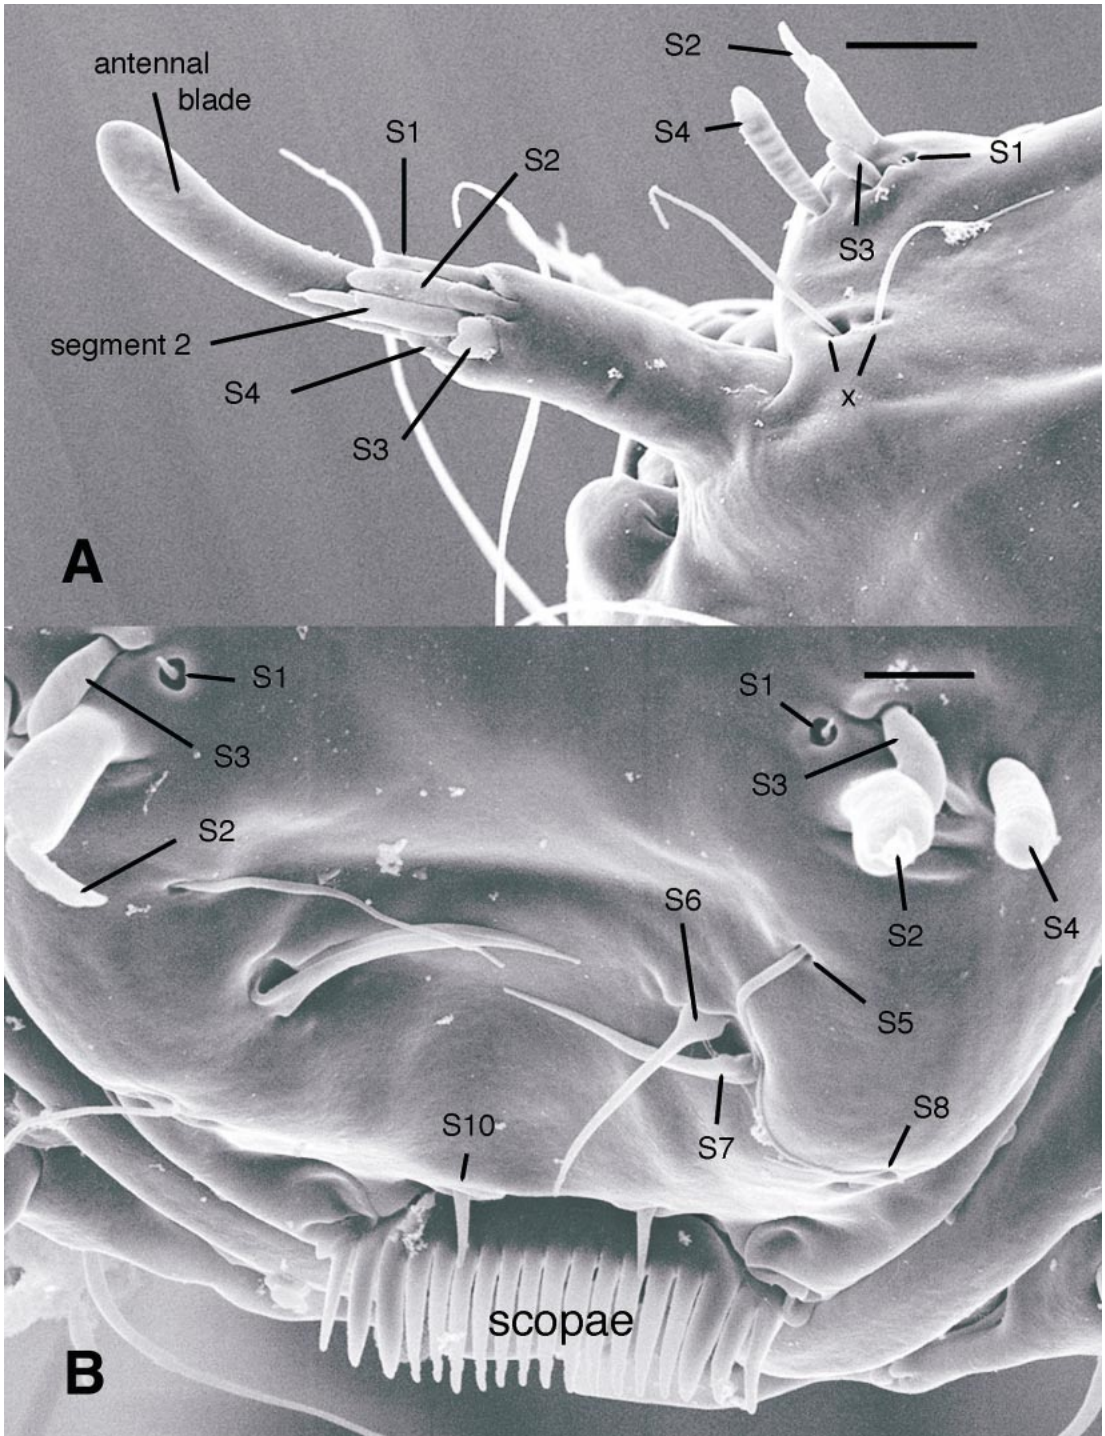 S2
antennal
blade
S1
S4
S2
S1
S3
segment 2
S4
x
S3
A
S1
S1
S3
S3
S2
S6
S2
S4
S5
S10
S8
S7
scopae
B